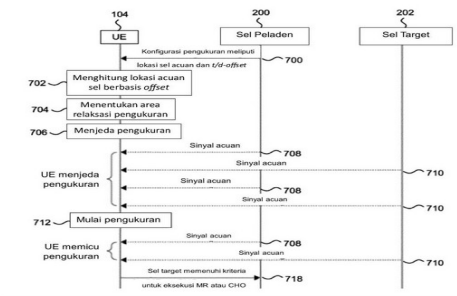 104
200
202
UE
Sel Peladen
Sel Target
Konfigurasi pengukuran meliputi
lokasi sel acuan dan t/d-offset
700
702
Menghitung lokasi acuan
sel berbasis offset
704
Menentukan area
relaksasi pengukuran
706
Menjeda pengukuran
Sinyal acuan
708
Sinyal acuan
710
UE menjeda
pengukuran
Sinyal acuan
708
Sinyal acuan
710
712
Mulai pengukuran
Sinyal acuan
708
UE memicu
pengukuran
Sinyal acuan
710
Sel target memenuhi kriteria
718
untuk eksekusi MR atau CHO